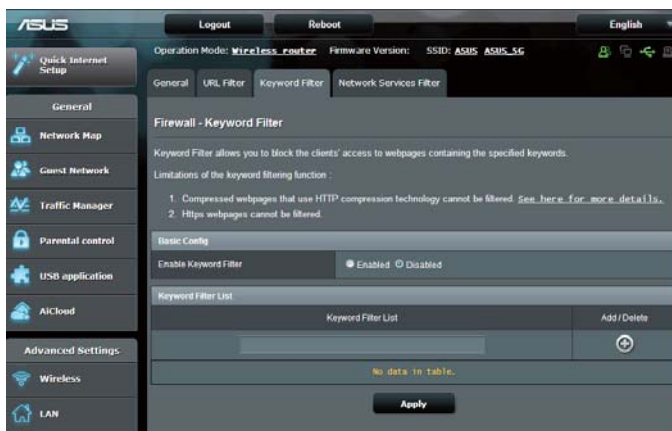 ASUS
Logout
Reboot
English
Quick Internet Setup
Operation Mode: Wireless router Firmware Version: SSID: ASUS ASUS_5G
General
URL Filter
Keyword Filter
Network Services Filter
General
Network Map
Guest Network
Traffic Manager
Parental control
USB application
AiCloud
Advanced Settings
Wireless
LAN
Firewall - Keyword Filter
Keyword Filter allows you to block the clients' access to webpages containing the specified keywords.
Limitations of the keyword filtering function :
1. Compressed webpages that use HTTP compression technology cannot be filtered. See here for more details.
2. Https webpages cannot be filtered.
Basic Config
Enable Keyword Filter
Enabled Disabled
Keyword Filter List
Keyword Filter List
Add / Delete
No data in table.
Apply